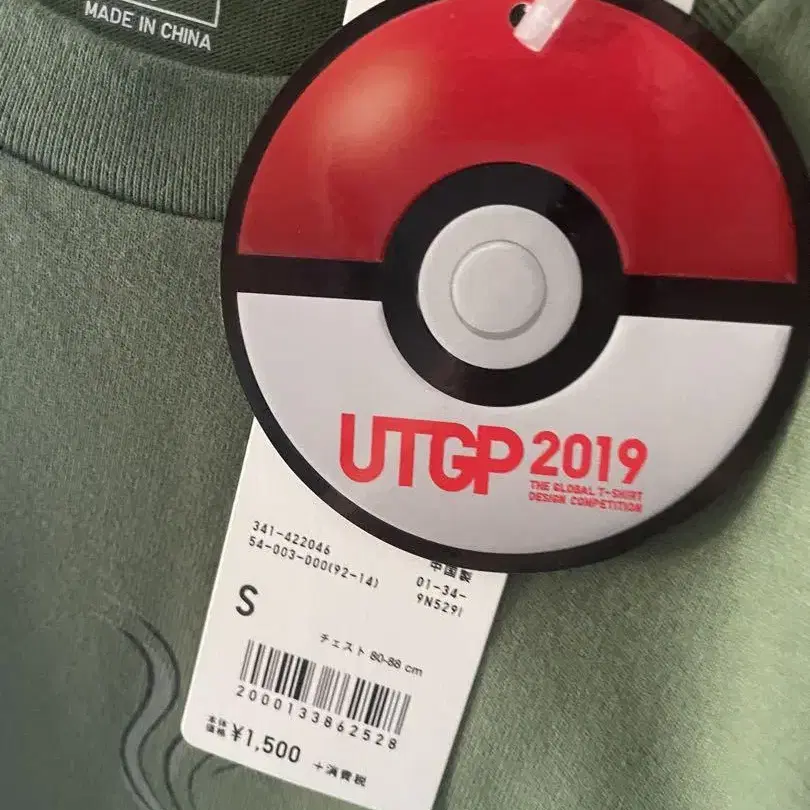 MADE IN CHINA
UTGP 2019
THE GLOBAL T-SHIRT
DESIGN COMPETITION
341-422046
54-003-000(92-14)
中国製
01-34-
9N529
S
チェスト 80-88 cm
2000133862528
本体
価格
¥1,500
+消費税